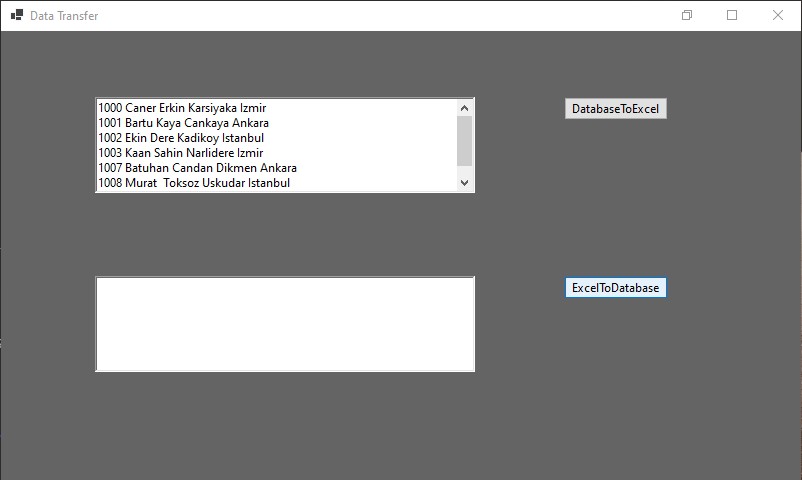 Data Transfer
1000 Caner Erkin Karsiyaka Izmir
1001 Bartu Kaya Cankaya Ankara
1002 Ekin Dere Kadikoy Istanbul
1003 Kaan Sahin Narlidere Izmir
1007 Batuhan Candan Dikmen Ankara
1008 Murat  Toksoz Uskudar Istanbul
DatabaseToExcel
ExcelToDatabase